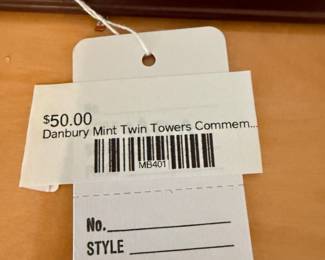 $50.00
Danbury Mint Twin Towers Commem...
MB401
No.
STYLE